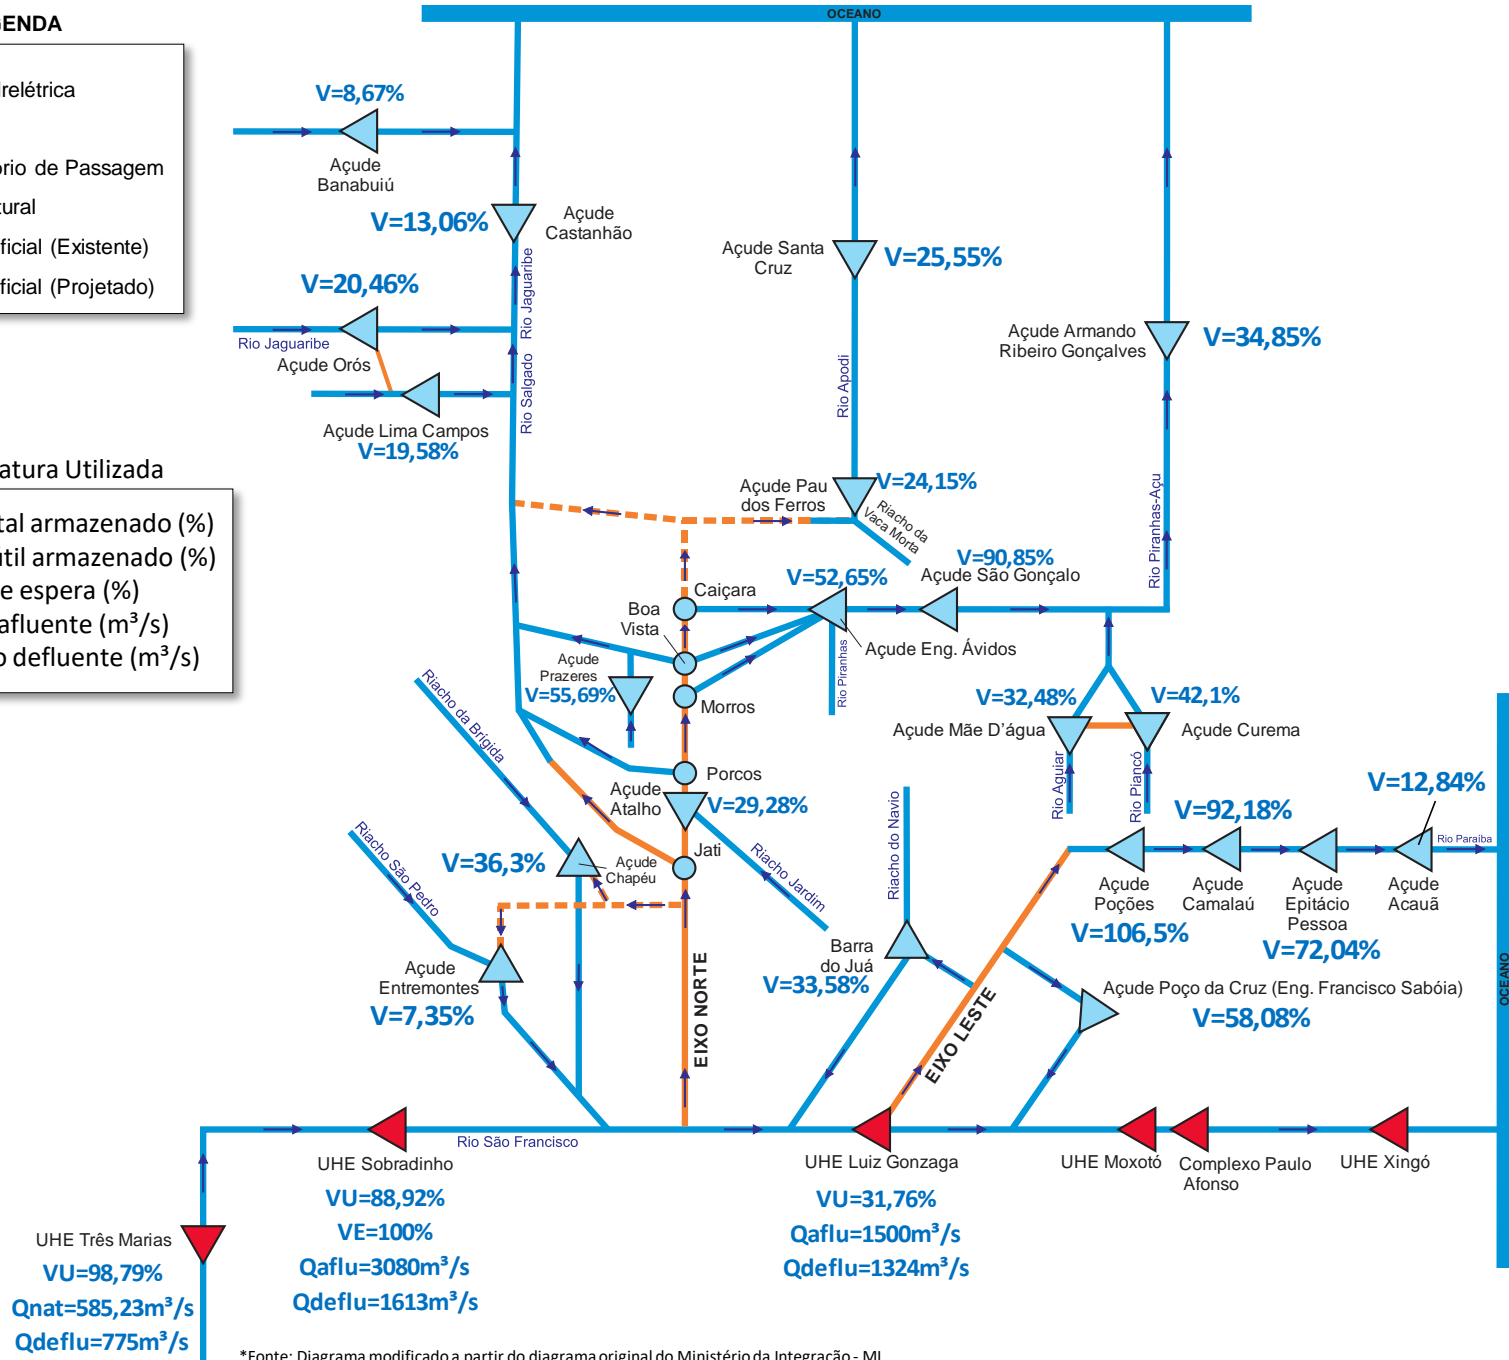 OCEANO
GENDA
drelétrica
ório de Passagem
tural
ificial (Existente)
ificial (Projetado)
V=8,67%
Açude
Banabuiú
V=13,06%
Açude
Castanhão
V=20,46%
Rio Jaguaribe
Açude Orós
Rio Jaguaribe
Rio Salgado
Açude Lima Campos
V=19,58%
Açude Santa
Cruz
V=25,55%
Rio Apodi
Açude Armando
Ribeiro Gonçalves
V=34,85%
Rio Piranhas-Açu
atura Utilizada
tal armazenado (%)
útil armazenado (%)
e espera (%)
afluente (m³/s)
o defluente (m³/s)
Açude Pau
dos Ferros
V=24,15%
Riacho da
Vaca Morta
V=90,85%
Açude São Gonçalo
V=52,65%
Açude Eng. Ávidos
Rio Piranhas
Caiçara
Boa
Vista
Morros
Açude
Prazeres
V=55,69%
Porcos
Açude
Atalho
V=29,28%
Jati
Riacho Jardim
Riacho da Brígida
Riacho São Pedro
V=36,3%
Açude
Chapéu
Açude
Entremontes
V=7,35%
EIXO NORTE
V=32,48%
Açude Mãe D'água
Rio Aguiar
V=42,1%
Açude Curema
Rio Piancó
V=12,84%
V=92,18%
Rio Paraíba
Açude
Poções
V=106,5%
Açude
Camalaú
Açude
Epitácio
Pessoa
V=72,04%
Açude
Acauã
Riacho do Navio
Barra
do Juá
V=33,58%
EIXO LESTE
Açude Poço da Cruz (Eng. Francisco Sabóia)
V=58,08%
OCEANO
Rio São Francisco
UHE Sobradinho
VU=88,92%
VE=100%
Qaflu=3080m³/s
Qdeflu=1613m³/s
UHE Luiz Gonzaga
VU=31,76%
Qaflu=1500m³/s
Qdeflu=1324m³/s
UHE Moxotó
Complexo Paulo
Afonso
UHE Xingó
UHE Três Marias
VU=98,79%
Qnat=585,23m³/s
Qdeflu=775m³/s
*Fonte: Diagrama modificado a partir do diagrama original do Ministério da Integração - MI